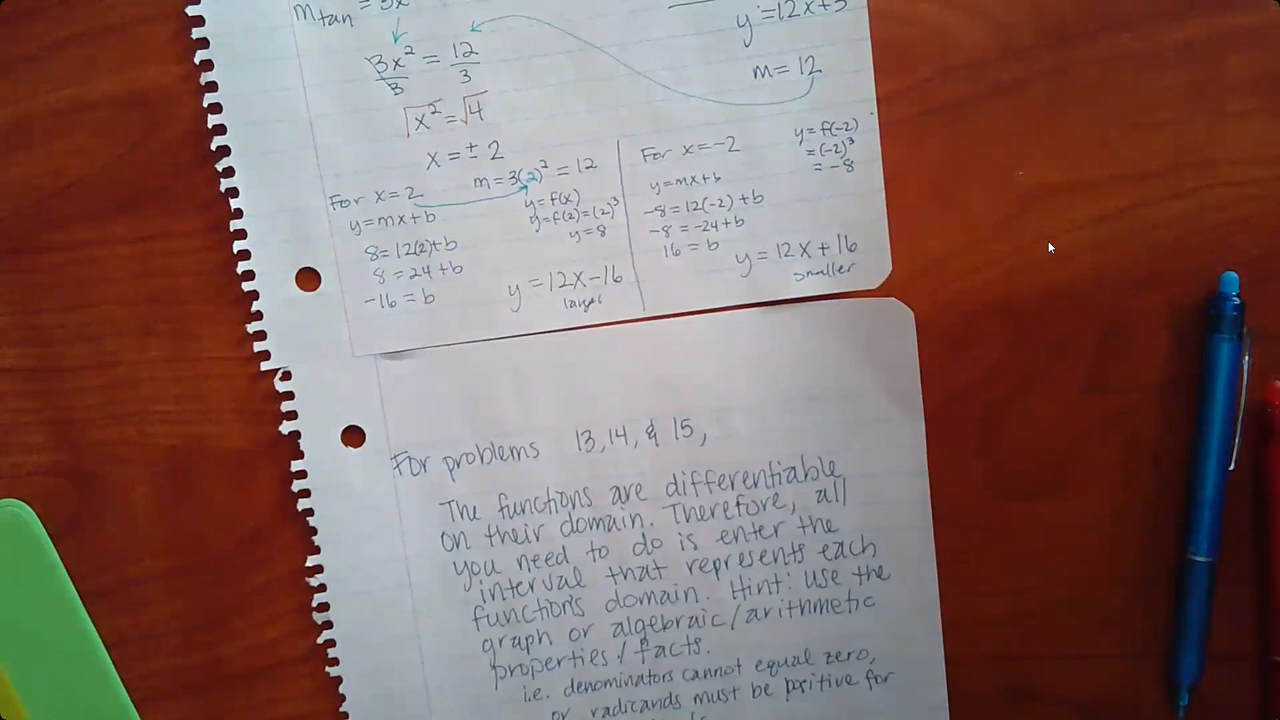 m tan = 3x
y = 12x+5
3x² = 12
3 3
m = 12
√x² = √4
x = ± 2
m = 3(2)² = 12
For x = 2
y = mx + b
8 = 12(2) + b
8 = 24 + b
-16 = b
y = f(x)
y = f(2) = (2)³
y = 8
y = 12x - 16
larger
For x = -2
y = mx + b
-8 = 12(-2) + b
-8 = -24 + b
16 = b
y = f(-2)
= (-2)³
= -8
y = 12x + 16
smaller
For problems 13, 14, & 15,
The functions are differentiable
on their domain. Therefore, all
you need to do is enter the
interval that represents each
function's domain. Hint: use the
graph or algebraic/arithmetic
properties/facts.
i.e. denominators cannot equal zero,
or radicands must be positive for